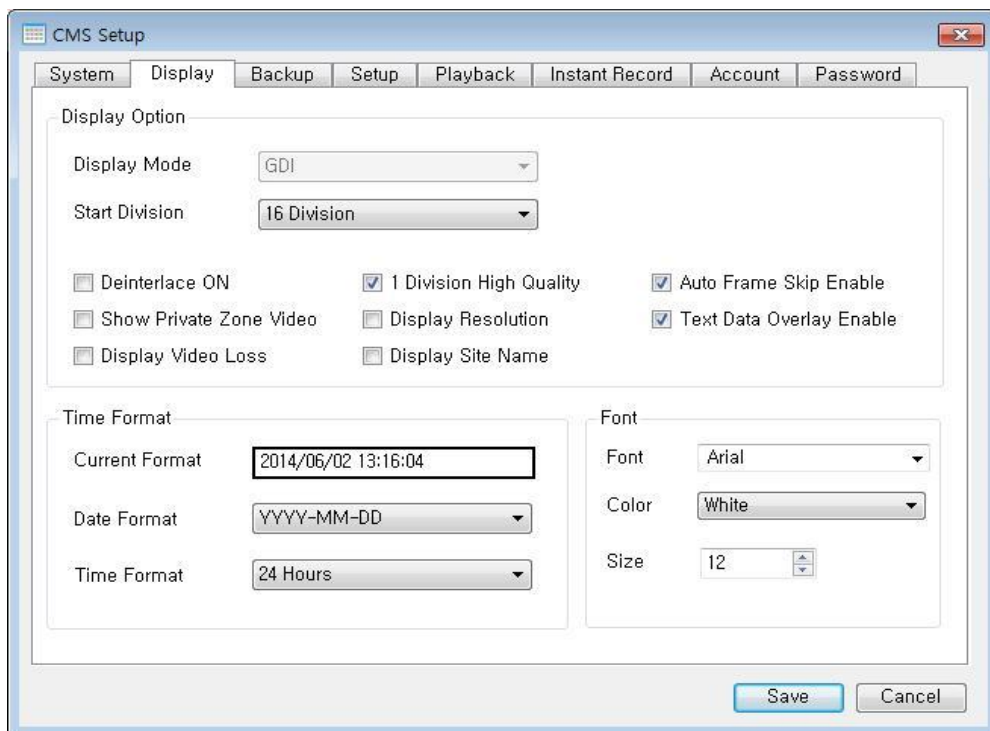 CMS Setup
System Display Backup Setup Playback Instant Record Account Password
Display Option
Display Mode GDI
Start Division 16 Division
Deinterlace ON 1 Division High Quality Auto Frame Skip Enable
Show Private Zone Video Display Resolution Text Data Overlay Enable
Display Video Loss Display Site Name
Time Format
Current Format 2014/06/02 13:16:04
Date Format YYYY-MM-DD
Time Format 24 Hours
Font
Font Arial
Color White
Size 12
Save Cancel